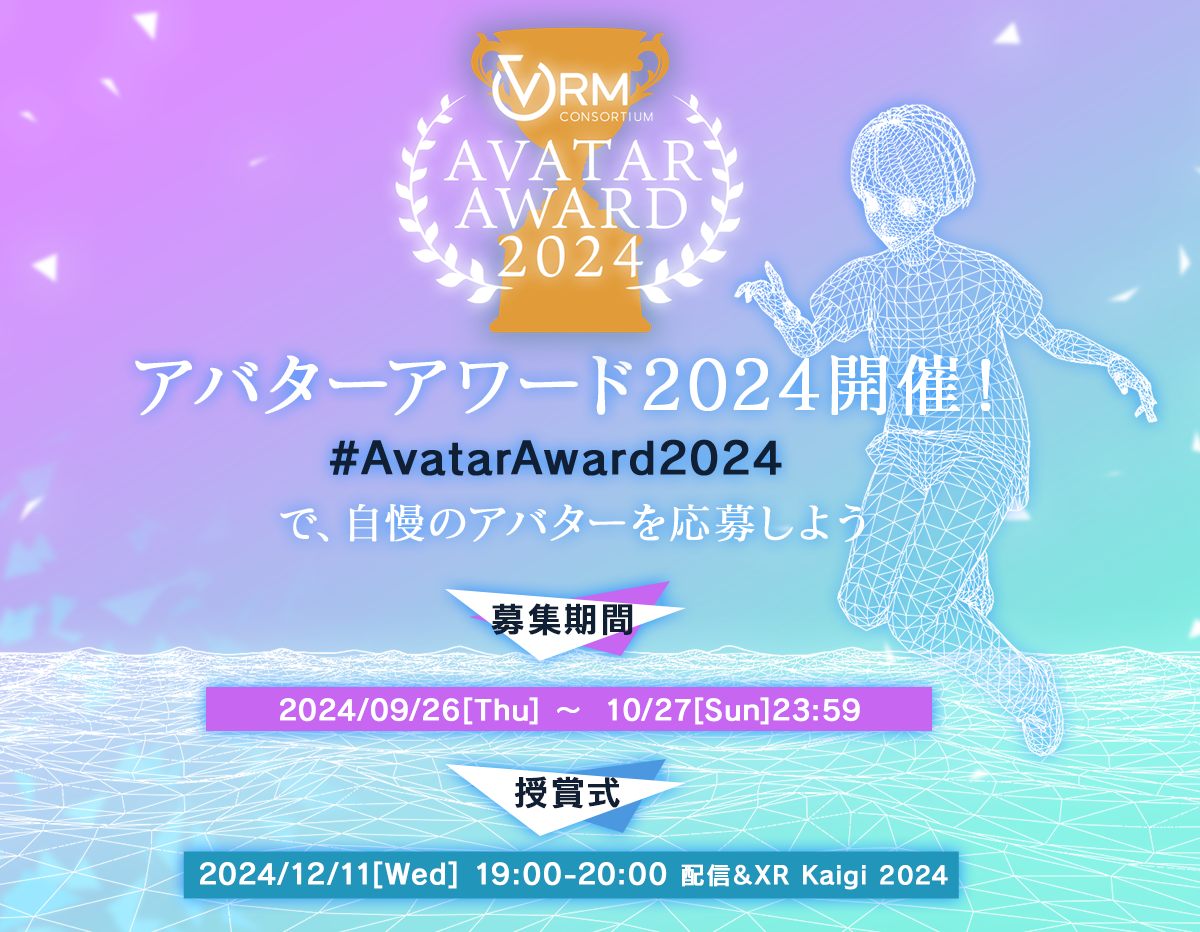 VRM
CONSORTIUM
AVATAR
AWARD
2024
アバターアワード2024開催！
#AvatarAward2024
で、自慢のアバターを応募しよう
募集期間
2024/09/26[Thu] ～ 10/27[Sun]23:59
授賞式
2024/12/11[Wed] 19:00-20:00 配信&XR Kaigi 2024